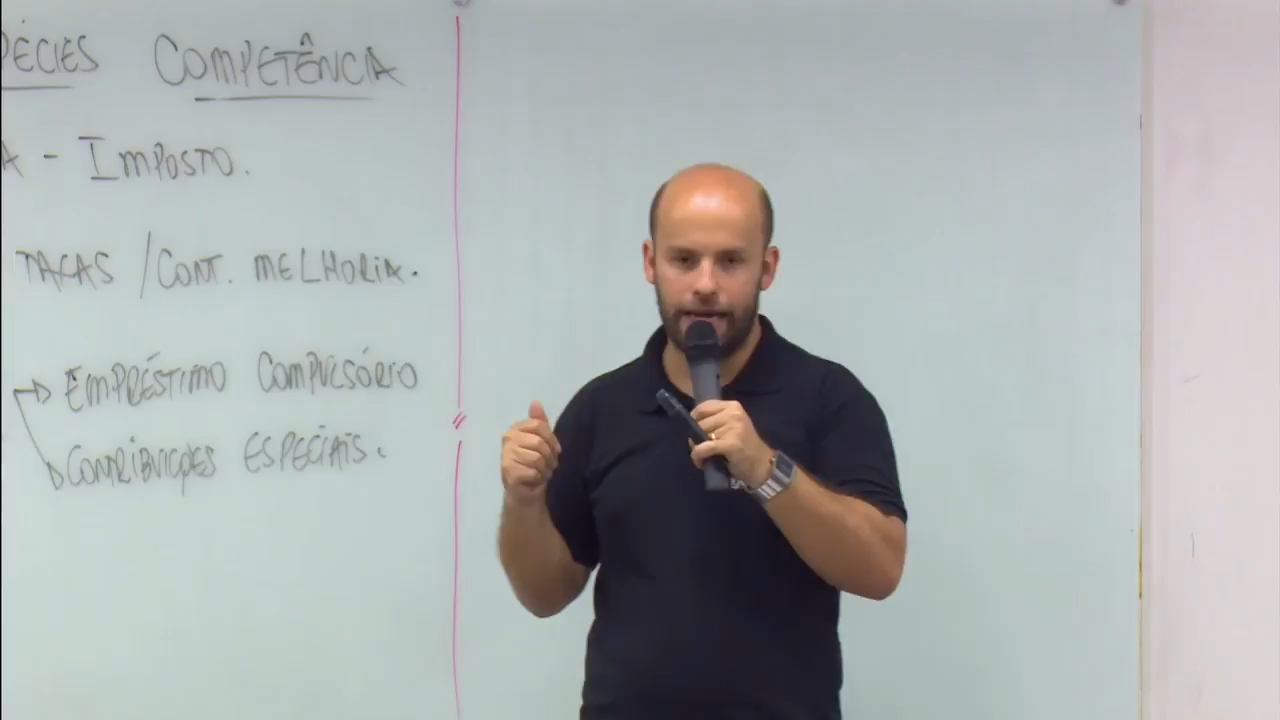 PÉCIES COMPETÊNCIA
A - IMPOSTO.
TAXAS / CONT. MELHORIA.
EMPRÉSTIMO COMPULSÓRIO
CONTRIBUIÇÕES ESPECIAIS.